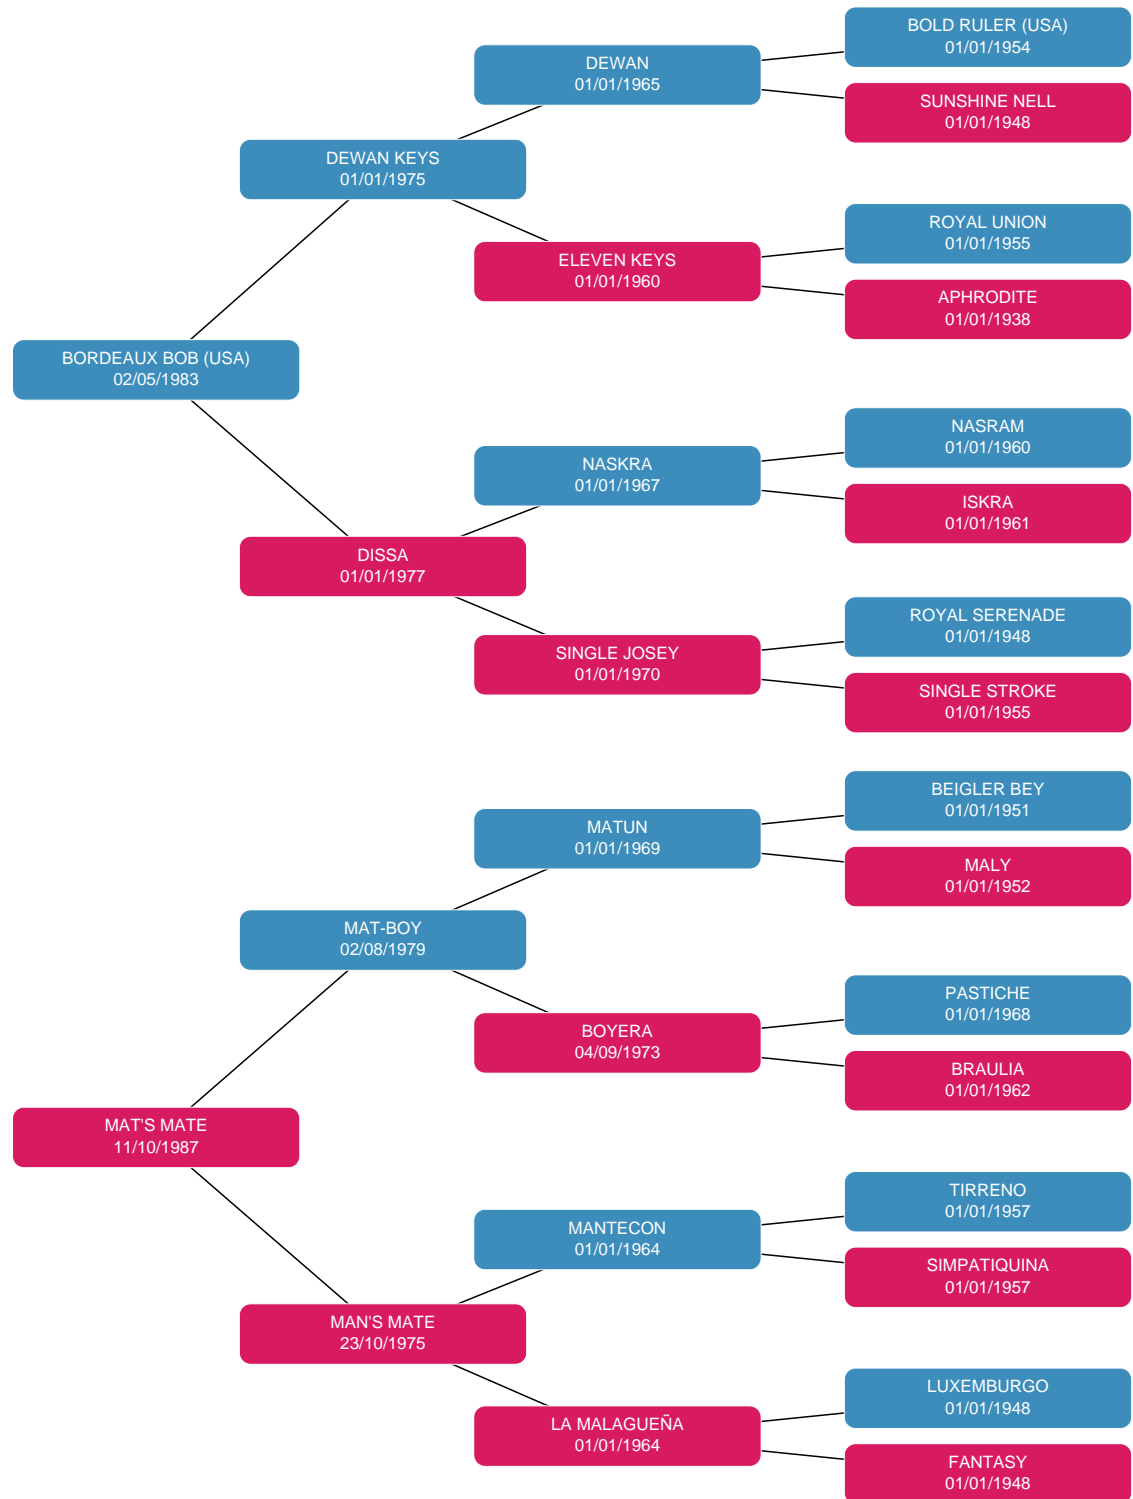 BOLD RULER (USA)
01/01/1954
DEWAN
01/01/1965
SUNSHINE NELL
01/01/1948
DEWAN KEYS
01/01/1975
ROYAL UNION
01/01/1955
ELEVEN KEYS
01/01/1960
APHRODITE
01/01/1938
BORDEAUX BOB (USA)
02/05/1983
NASRAM
01/01/1960
NASKRA
01/01/1967
ISKRA
01/01/1961
DISSA
01/01/1977
ROYAL SERENADE
01/01/1948
SINGLE JOSEY
01/01/1970
SINGLE STROKE
01/01/1955
BEIGLER BEY
01/01/1951
MATUN
01/01/1969
MALY
01/01/1952
MAT-BOY
02/08/1979
PASTICHE
01/01/1968
BOYERA
04/09/1973
BRAULIA
01/01/1962
MAT'S MATE
11/10/1987
TIRRENO
01/01/1957
MANTECON
01/01/1964
SIMPATIQUINA
01/01/1957
MAN'S MATE
23/10/1975
LUXEMBURGO
01/01/1948
LA MALAGUEÑA
01/01/1964
FANTASY
01/01/1948